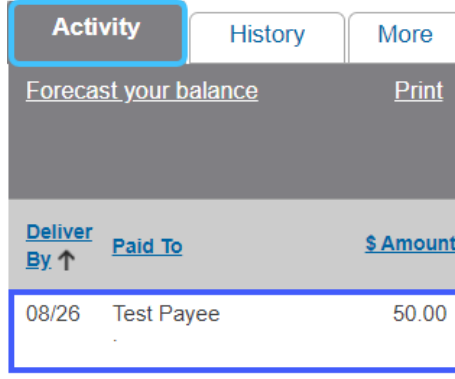 Activity History More
Forecast your balance Print
Deliver
By ↑ Paid To $ Amount
08/26 Test Payee 50.00